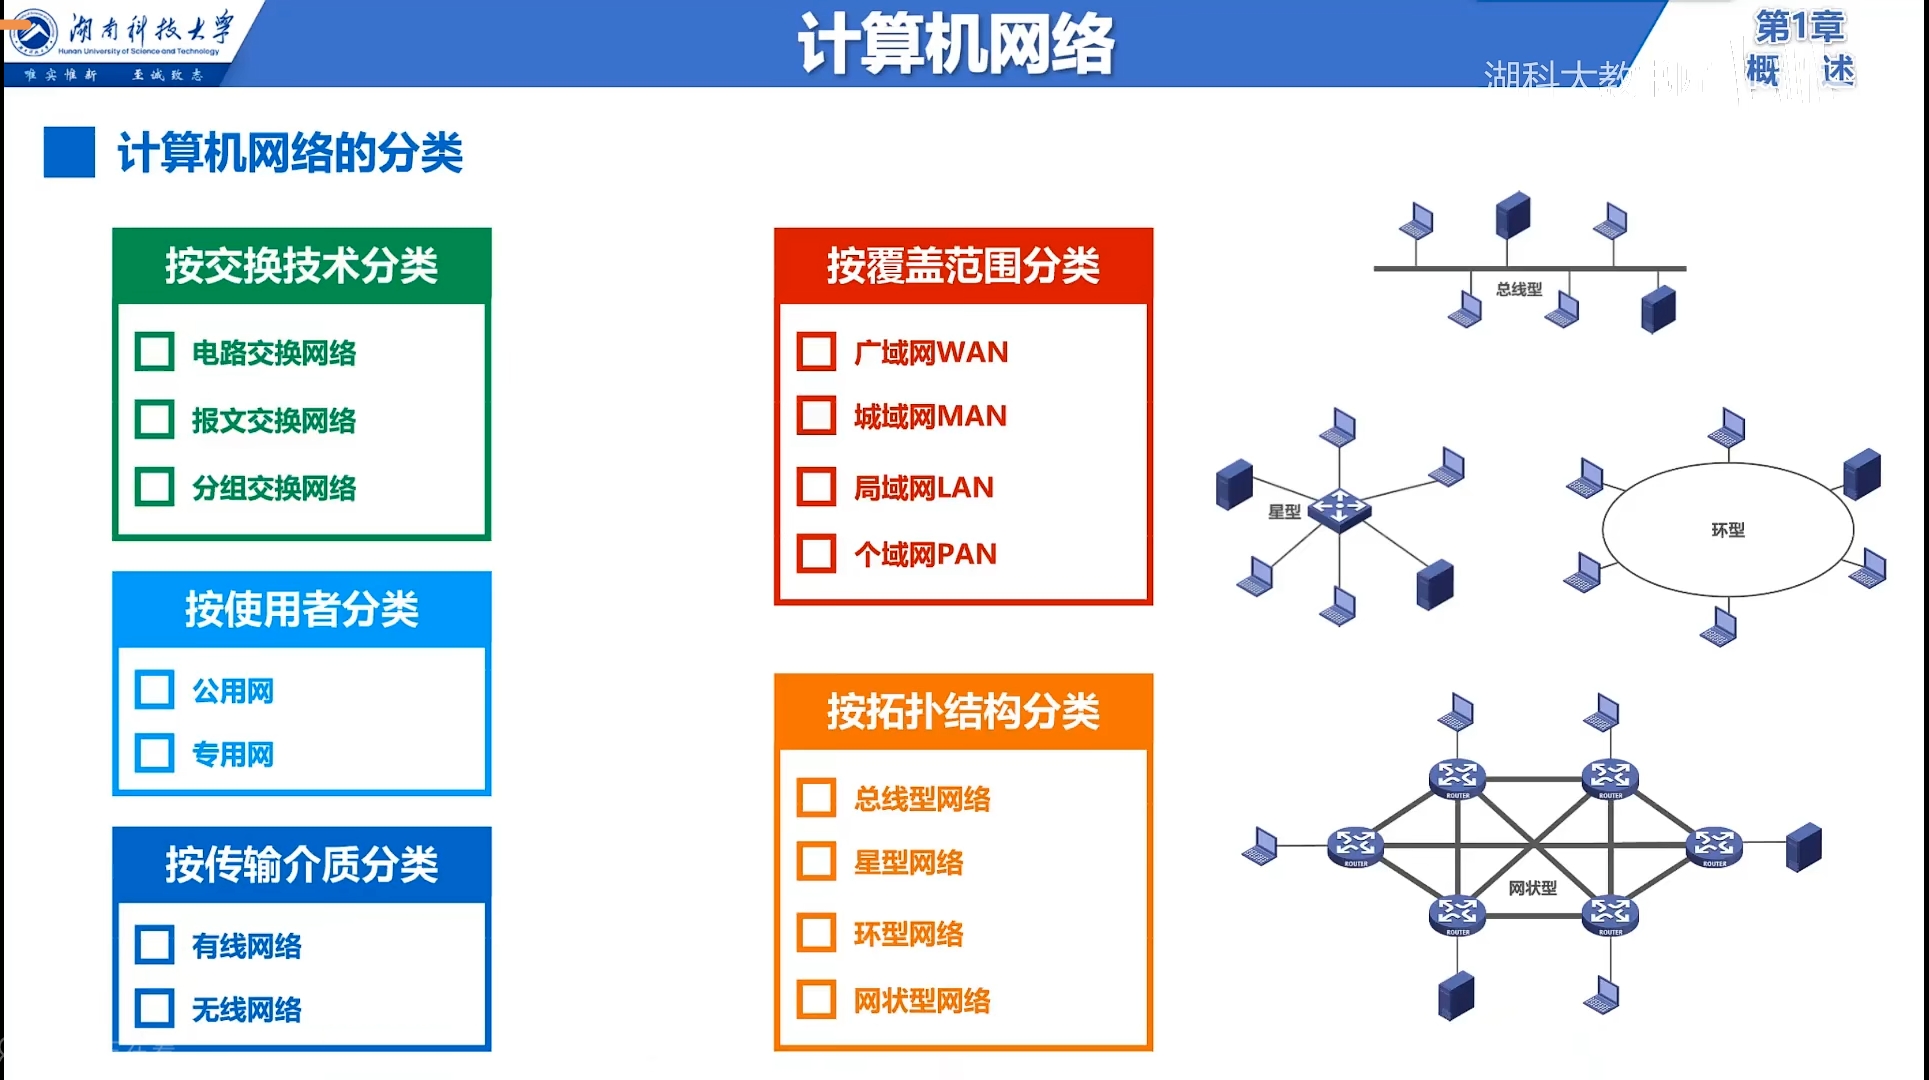 湖南科技大学
Hunan University of Science and Technology
唯实惟新 至诚致志
计算机网络
第1章
概 述
湖科大教
计算机网络的分类
按交换技术分类
电路交换网络
报文交换网络
分组交换网络
按使用者分类
公用网
专用网
按传输介质分类
有线网络
无线网络
按覆盖范围分类
广域网WAN
城域网MAN
局域网LAN
个域网PAN
按拓扑结构分类
总线型网络
星型网络
环型网络
网状型网络
总线型
星型
环型
ROUTER
ROUTER
ROUTER
ROUTER
网状型
ROUTER
ROUTER